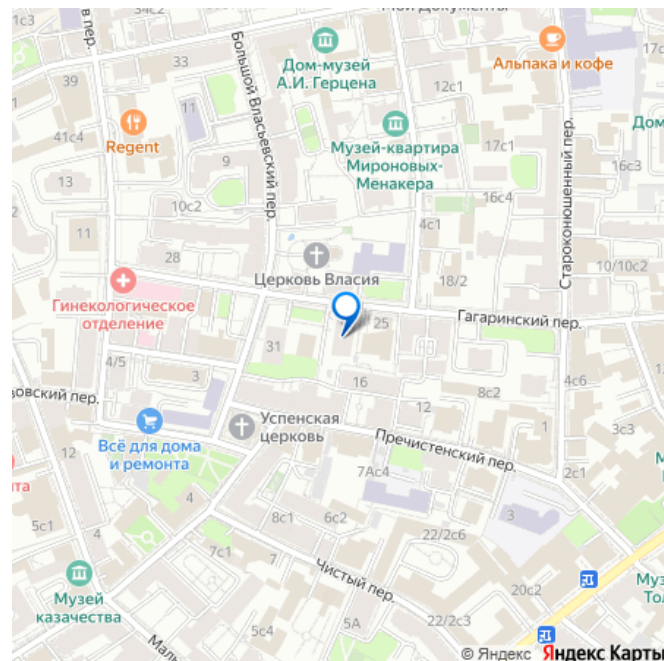 Мои документы
39
33
в пер.
Большой Власьевский пер.
Дом-музей
А.И. Герцена
12с1
Альпака и кофе
41с4
Regent
11
Музей-квартира
Мироновых-
Менакера
17с1
Староконюшенный пер.
9
13
16с3
10с2
16с4
11
4с1
28
Церковь Власия
18/2
10/10с2
Гинекологическое
отделение
25
Гагаринский пер.
31
4/5
3
16
8с2
4с6
12
Успенская
церковь
Всё для дома
и ремонта
3с3
1
Пречистенский пер.
12
7Ас4
2с1
4
4
5с1
8с1
6с2
22/2с6
3
7с1
7
Чистый пер.
20с2
Музей
казачества
5А
22/2с3
5с4
© Яндекс
Яндекс Карты